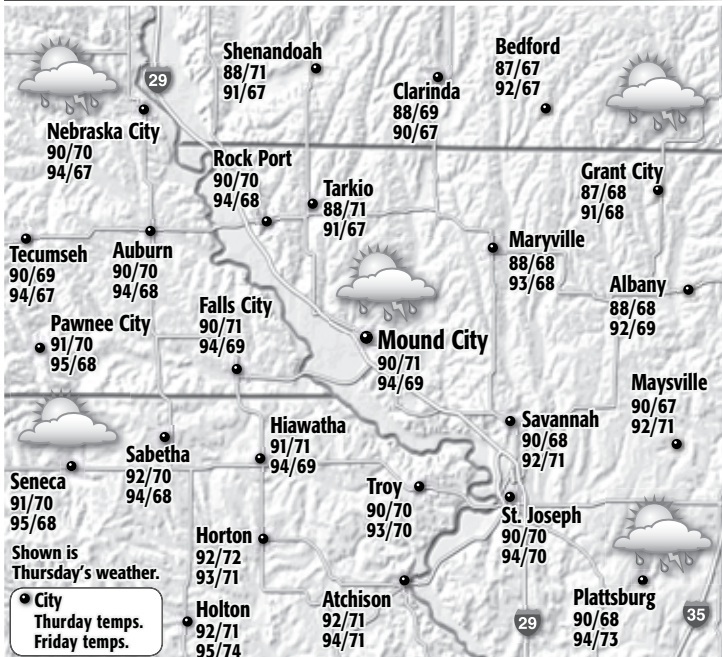 Shenandoah
88/71
91/67
Bedford
87/67
92/67
29
Clarinda
88/69
90/67
Nebraska City
90/70
94/67
Rock Port
90/70
94/68
Tarkio
88/71
91/67
Grant City
87/68
91/68
Tecumseh
90/69
94/67
Auburn
90/70
94/68
Maryville
88/68
93/68
Albany
88/68
92/69
Falls City
90/71
94/69
Pawnee City
91/70
95/68
Mound City
90/71
94/69
Maysville
90/67
92/71
Hiawatha
91/71
94/69
Savannah
90/68
92/71
Sabetha
92/70
94/68
Seneca
91/70
95/68
Troy
90/70
93/70
St. Joseph
90/70
94/70
Horton
92/72
93/71
Shown is
Thursday's weather.
City
Thurday temps.
Friday temps.
Holton
92/71
95/74
Atchison
92/71
94/71
29
Plattsburg
90/68
94/73
35